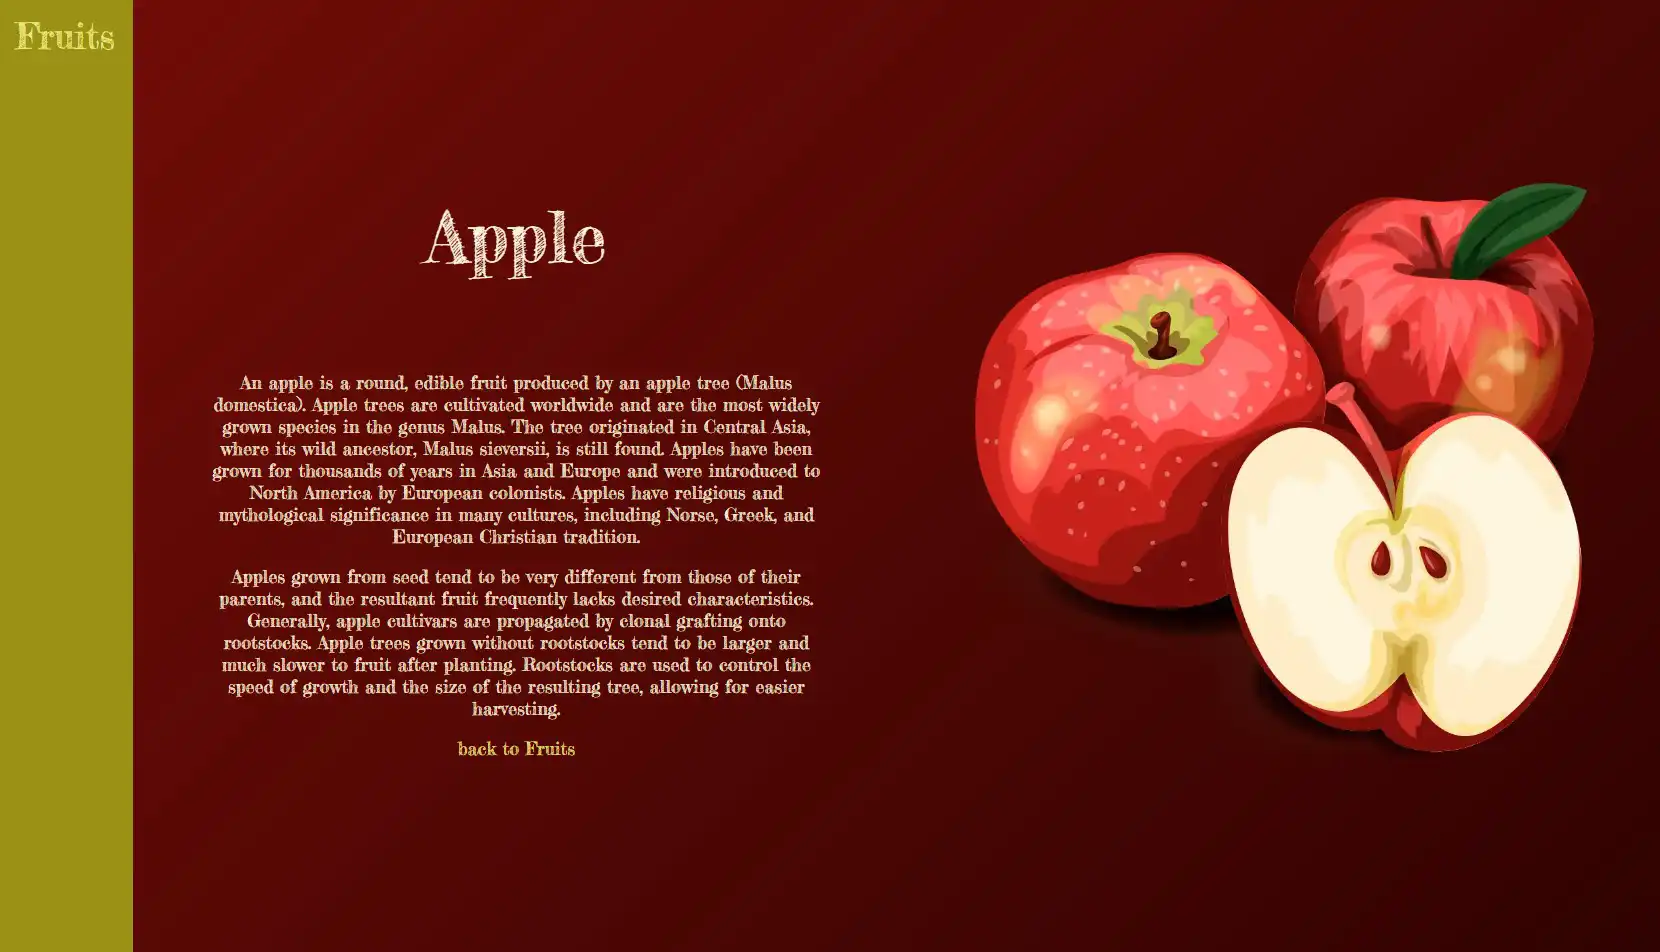 Fruits
Apple
An apple is a round, edible fruit produced by an apple tree (Malus
domestica). Apple trees are cultivated worldwide and are the most widely
grown species in the genus Malus. The tree originated in Central Asia,
where its wild ancestor, Malus sieversii, is still found. Apples have been
grown for thousands of years in Asia and Europe and were introduced to
North America by European colonists. Apples have religious and
mythological significance in many cultures, including Norse, Greek, and
European Christian tradition.
Apples grown from seed tend to be very different from those of their
parents, and the resultant fruit frequently lacks desired characteristics.
Generally, apple cultivars are propagated by clonal grafting onto
rootstocks. Apple trees grown without rootstocks tend to be larger and
much slower to fruit after planting. Rootstocks are used to control the
speed of growth and the size of the resulting tree, allowing for easier
harvesting.
back to Fruits